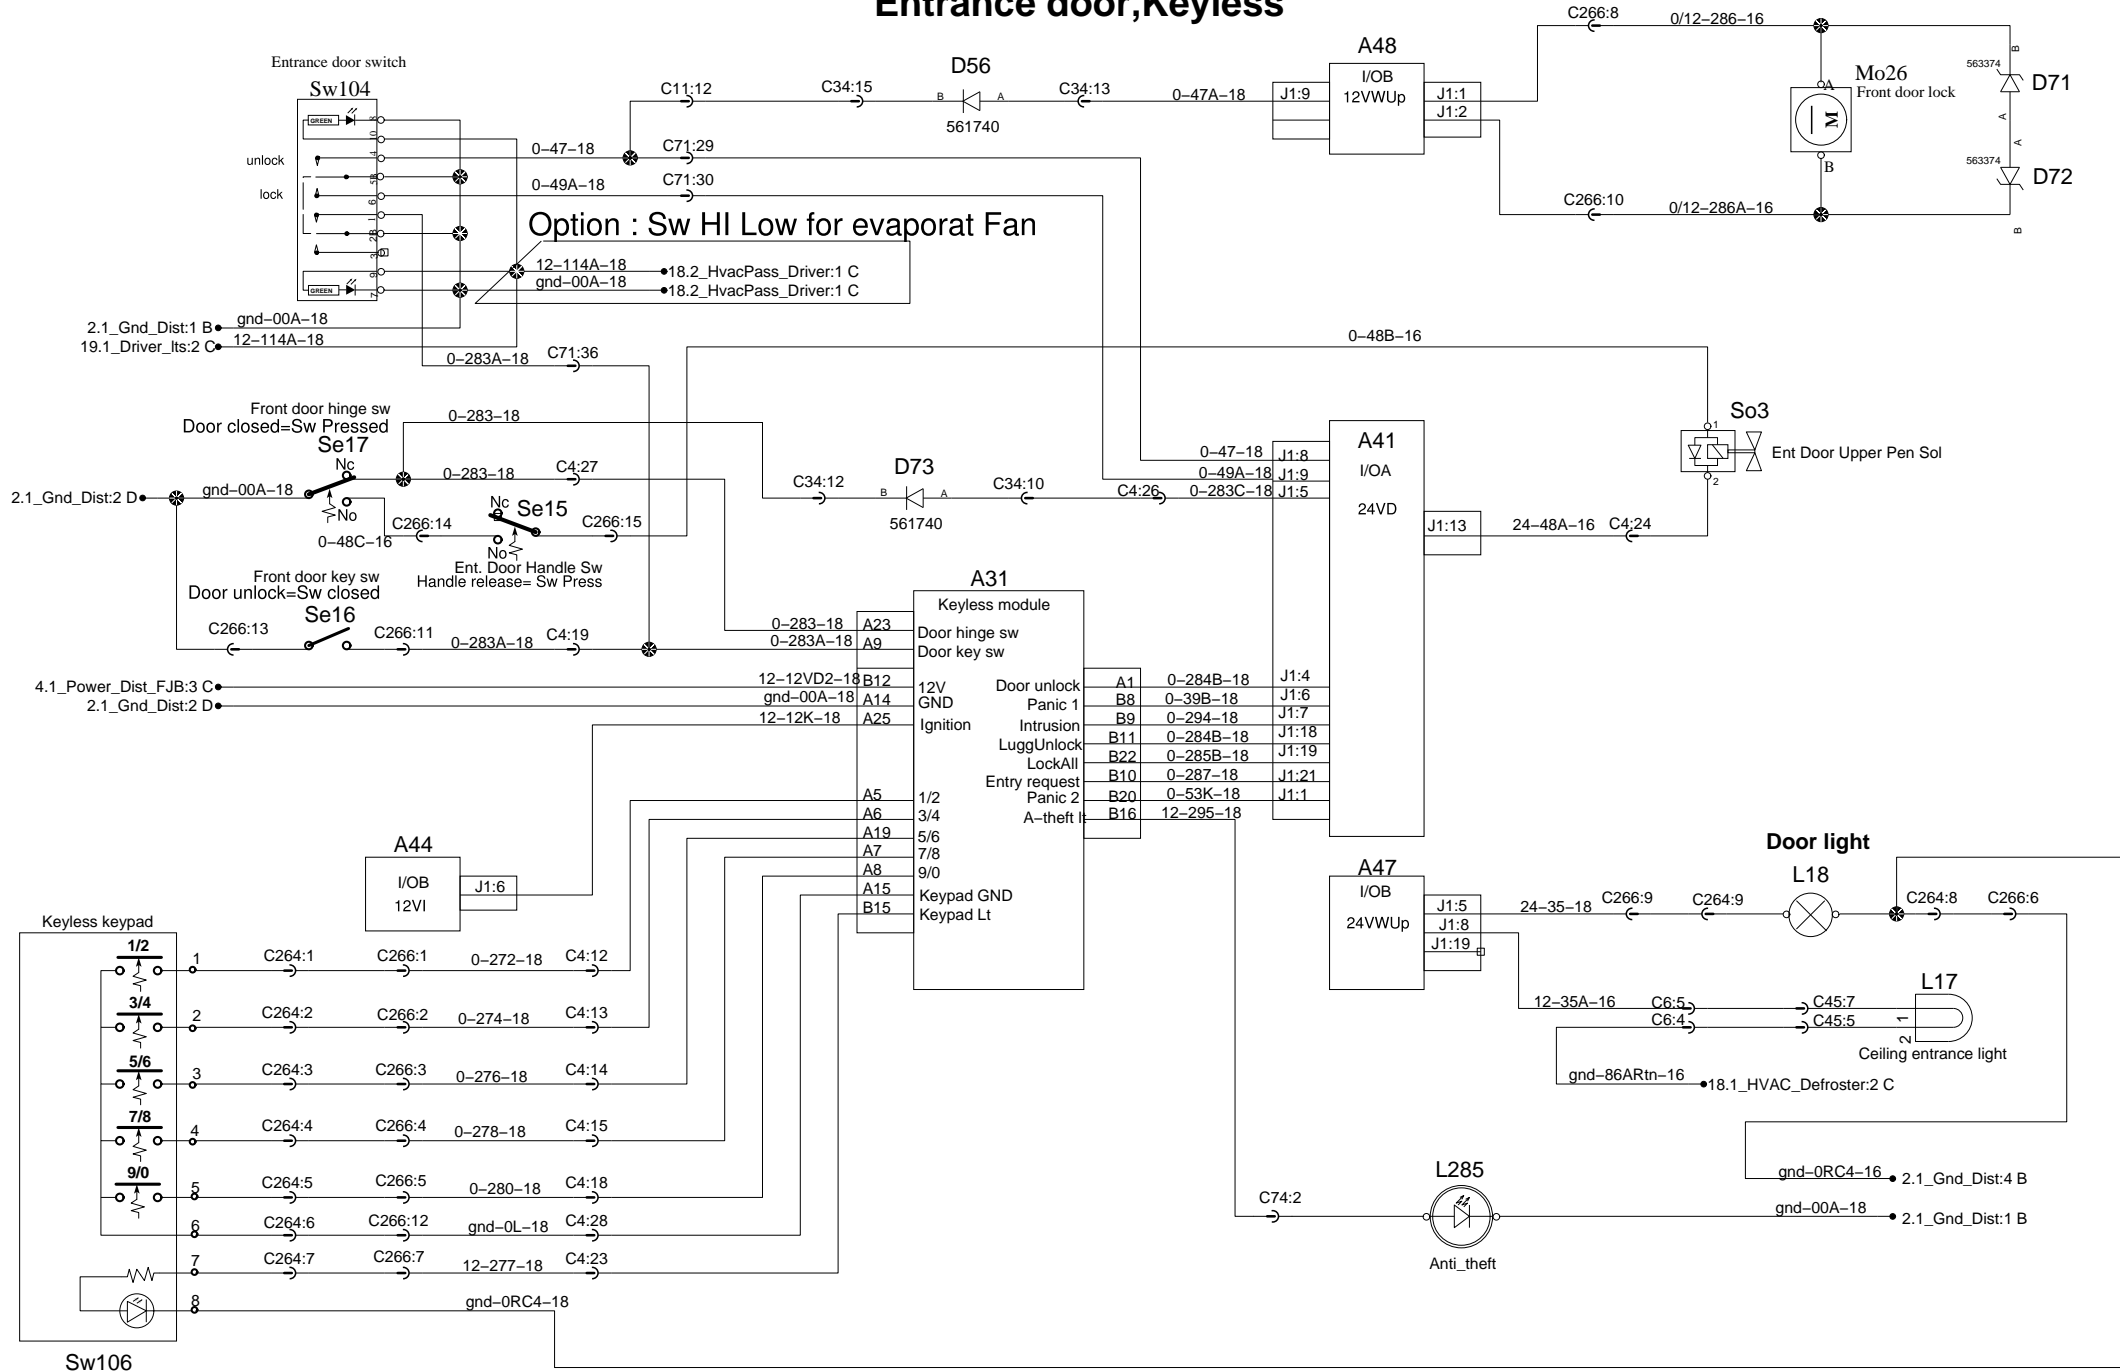 Entrance door,Keyless
Entrance door switch
Sw104
GREEN
8
10
unlock
4
5B
lock
6
1
2B
3
9
GREEN
7
0-47-18
0-49A-18
C11:12
C34:15
B
D56
A
561740
C34:13
0-47A-18
C71:29
C71:30
A48
I/OB
12VWUp
J1:9
J1:1
J1:2
C266:8
0/12-286-16
C266:10
0/12-286A-16
A
Mo26
Front door lock
M
B
B
563374
D71
A
A
563374
D72
B
Option : Sw HI Low for evaporat Fan
12-114A-18
18.2_HvacPass_Driver:1 C
gnd-00A-18
18.2_HvacPass_Driver:1 C
2.1_Gnd_Dist:1 B
gnd-00A-18
19.1_Driver_lts:2 C
12-114A-18
0-283A-18
C71:36
0-48B-16
Front door hinge sw
Door closed=Sw Pressed
Se17
Nc
No
0-283-18
0-283-18
C4:27
2.1_Gnd_Dist:2 D
gnd-00A-18
0-48C-16
C266:14
Nc
Se15
No
C266:15
Ent. Door Handle Sw
Handle release= Sw Press
C34:12
B
D73
A
561740
C34:10
C4:26
0-47-18
J1:8
0-49A-18
J1:9
0-283C-18
J1:5
A41
I/OA
24VD
J1:13
24-48A-16
C4:24
So3
1
2
Ent Door Upper Pen Sol
Front door key sw
Door unlock=Sw closed
Se16
C266:13
C266:11
0-283A-18
C4:19
A31
Keyless module
0-283-18
A23
Door hinge sw
0-283A-18
A9
Door key sw
4.1_Power_Dist_FJB:3 C
12-12VD2-18
B12
12V
2.1_Gnd_Dist:2 D
gnd-00A-18
A14
GND
12-12K-18
A25
Ignition
Door unlock
A1
0-284B-18
J1:4
Panic 1
B8
0-39B-18
J1:6
Intrusion
B9
0-294-18
J1:7
LuggUnlock
B11
0-284B-18
J1:18
LockAll
B22
0-285B-18
J1:19
Entry request
B10
0-287-18
J1:21
Panic 2
B20
0-53K-18
J1:1
A-theft lt
B16
12-295-18
A5
1/2
A6
3/4
A19
5/6
A7
7/8
A8
9/0
A15
Keypad GND
B15
Keypad Lt
A44
I/OB
12VI
J1:6
A47
I/OB
24VWUp
J1:5
J1:8
J1:19
24-35-18
C266:9
C264:9
Door light
L18
C264:8
C266:6
12-35A-16
C6:5
C45:7
C6:4
C45:5
1
2
L17
Ceiling entrance light
gnd-86ARtn-16
18.1_HVAC_Defroster:2 C
gnd-0RC4-16
2.1_Gnd_Dist:4 B
C74:2
L285
Anti_theft
gnd-00A-18
2.1_Gnd_Dist:1 B
Keyless keypad
1/2
1
C264:1
C266:1
0-272-18
C4:12
3/4
2
C264:2
C266:2
0-274-18
C4:13
5/6
3
C264:3
C266:3
0-276-18
C4:14
7/8
4
C264:4
C266:4
0-278-18
C4:15
9/0
5
C264:5
C266:5
0-280-18
C4:18
6
C264:6
C266:12
gnd-0L-18
C4:28
7
C264:7
C266:7
12-277-18
C4:23
8
gnd-0RC4-18
Sw106